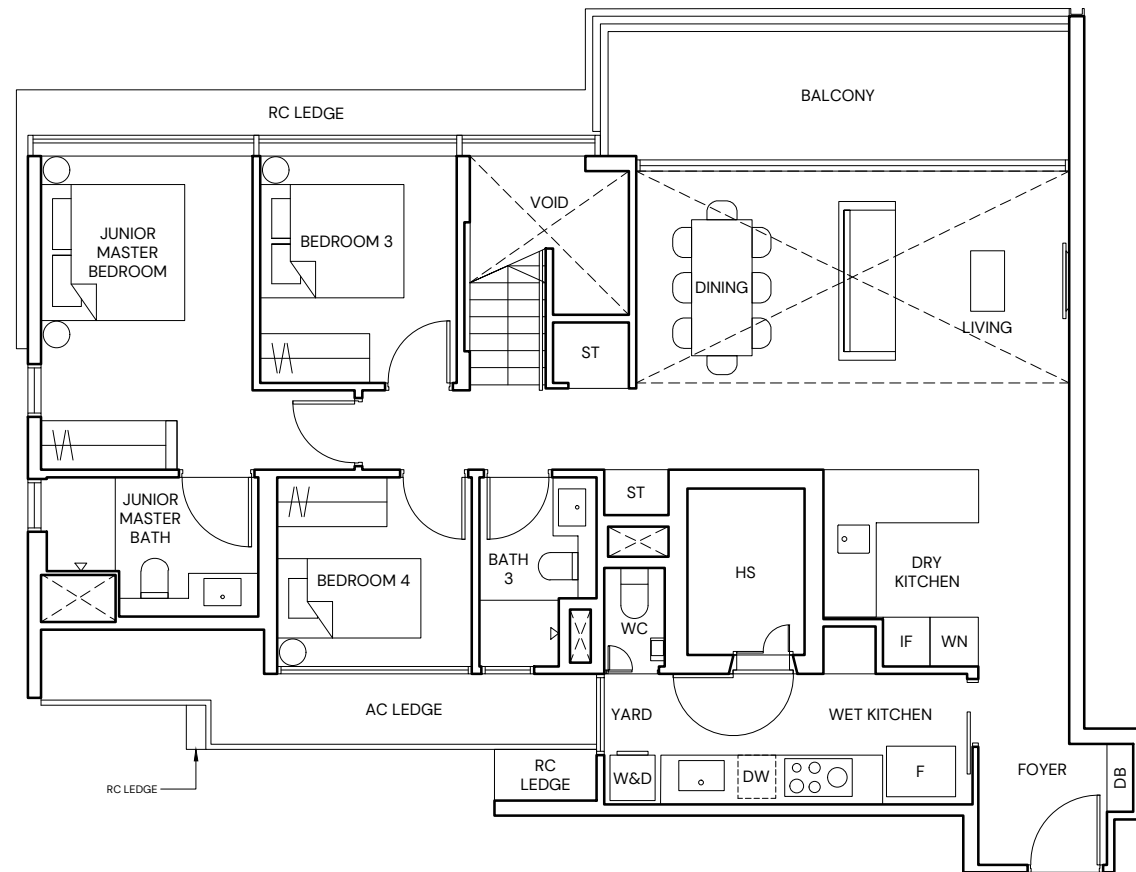 BALCONY
RC LEDGE
VOID
JUNIOR
MASTER
BEDROOM
BEDROOM 3
DINING
LIVING
ST
JUNIOR
MASTER
BATH
ST
BATH
3
BEDROOM 4
HS
DRY
KITCHEN
WC
IF
WN
AC LEDGE
YARD
WET KITCHEN
RC
LEDGE
W&D
DW
F
FOYER
DB
RC LEDGE